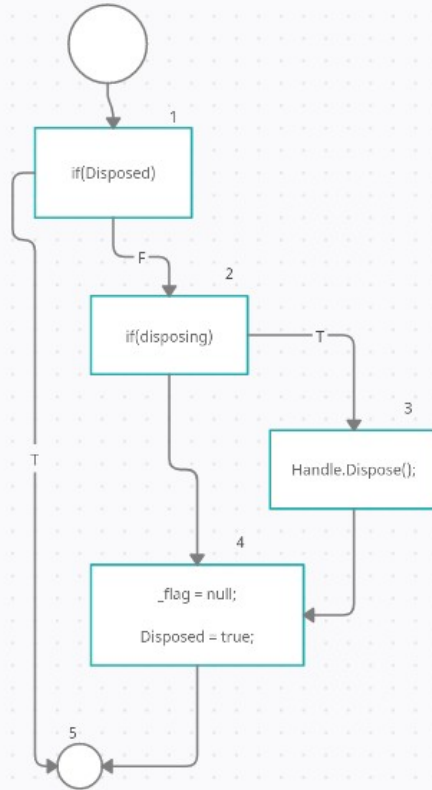 1
if(Disposed)
F
2
if(disposing)
T
3
T
Handle.Dispose();
4
_flag = null;
Disposed = true;
5